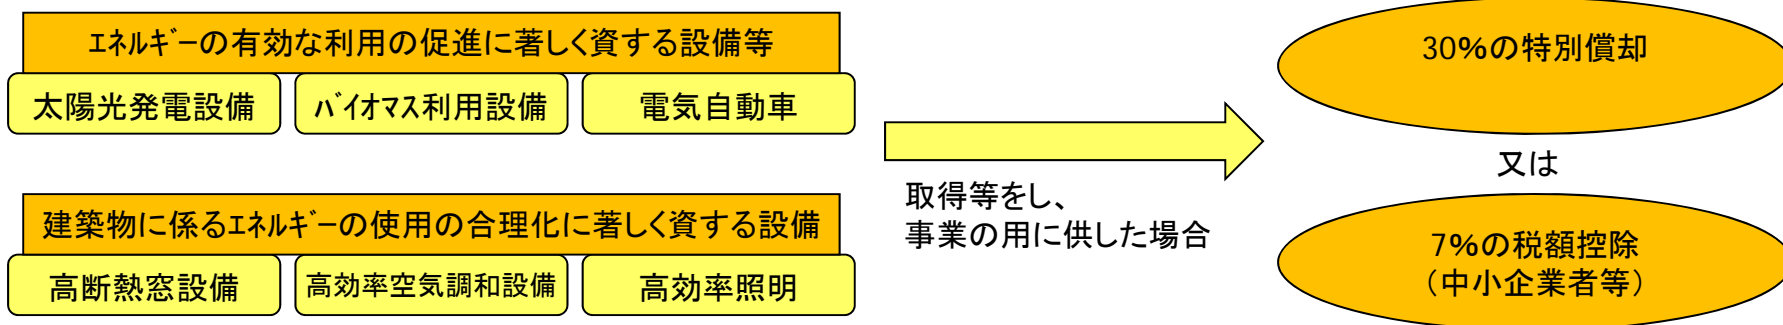 ｴﾈﾙｷﾞｰの有効な利用の促進に著しく資する設備等
太陽光発電設備
ﾊﾞｲｵﾏｽ利用設備
電気自動車
建築物に係るｴﾈﾙｷﾞｰの使用の合理化に著しく資する設備
高断熱窓設備
高効率空気調和設備
高効率照明
取得等をし、
事業の用に供した場合
30%の特別償却
又は
7%の税額控除
（中小企業者等）